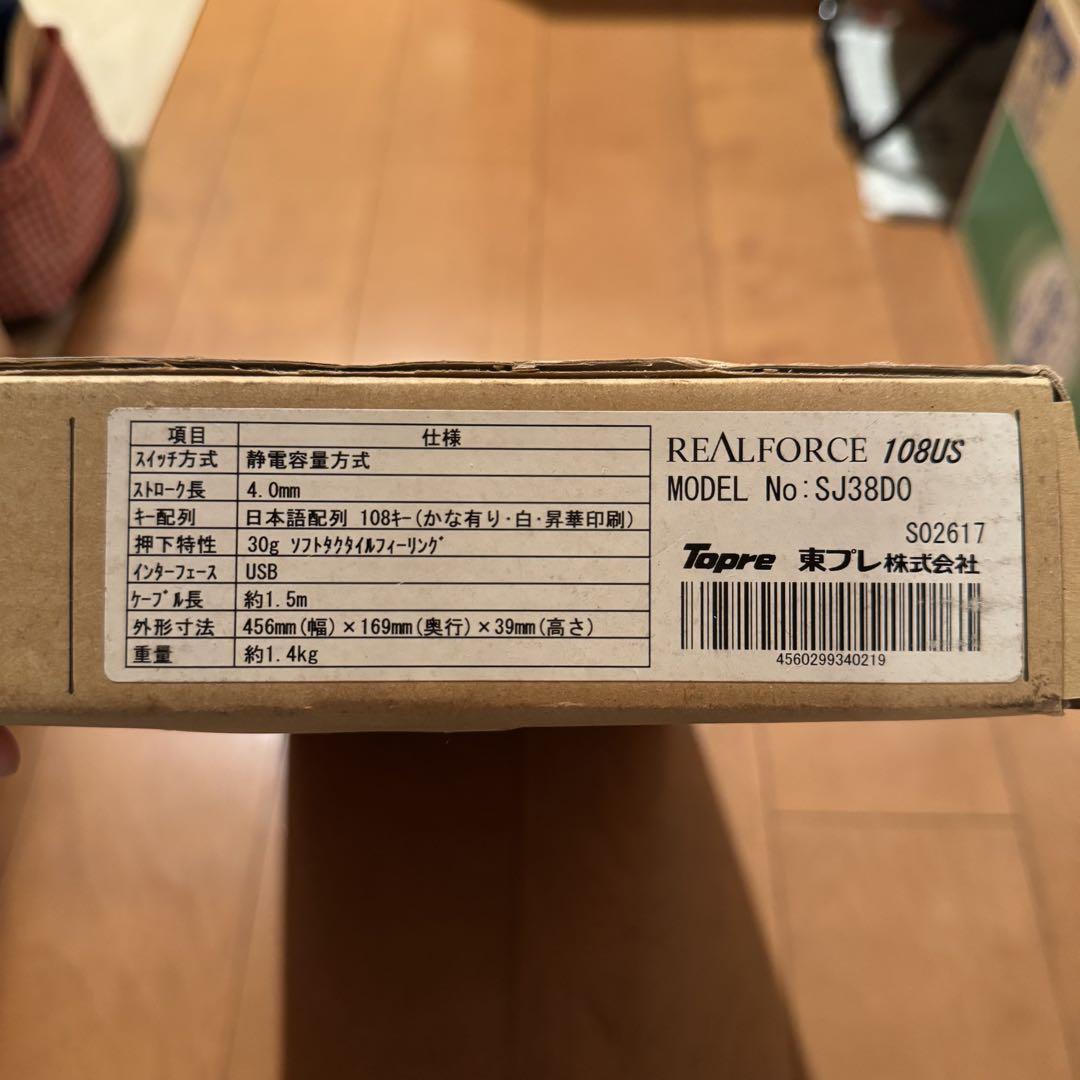 項目 仕様
スイッチ方式 静電容量方式
ストローク長 4.0mm
キー配列 日本語配列 108キー(かな有り・白・昇華印刷)
押下特性 30g ソフトタクタイルフィーリング
インターフェース USB
ケーブル長 約1.5m
外形寸法 456mm(幅)×169mm(奥行)×39mm(高さ)
重量 約1.4kg
REALFORCE 108US
MODEL No:SJ38D0
S02617
Topre 東プレ株式会社
4560299340219